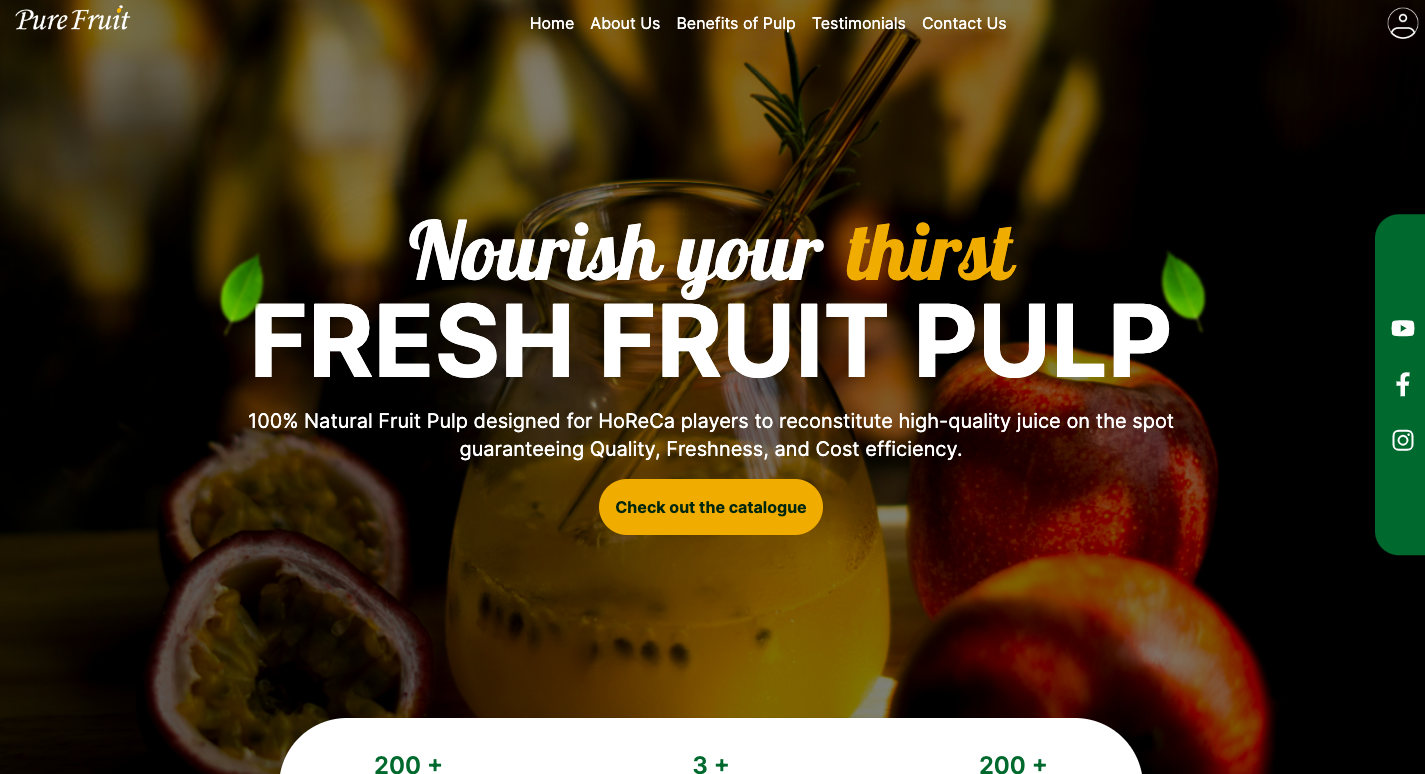 Pure Fruit
Home About Us Benefits of Pulp Testimonials Contact Us
Nourish your thirst
FRESH FRUIT PULP
100% Natural Fruit Pulp designed for HoReCa players to reconstitute high-quality juice on the spot
guaranteeing Quality, Freshness, and Cost efficiency.
Check out the catalogue
200 + 3 + 200 +